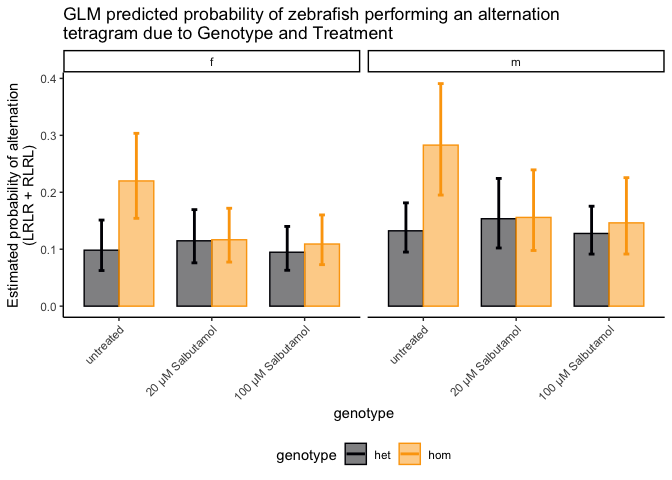 GLM predicted probability of zebrafish performing an alternation
tetragram due to Genotype and Treatment
f
m
Estimated probability of alternation
(LRLR + RLRL)
0.4
0.3
0.2
0.1
0.0
untreated
20 µM Salbutamol
100 µM Salbutamol
untreated
20 µM Salbutamol
100 µM Salbutamol
genotype
genotype
het
hom